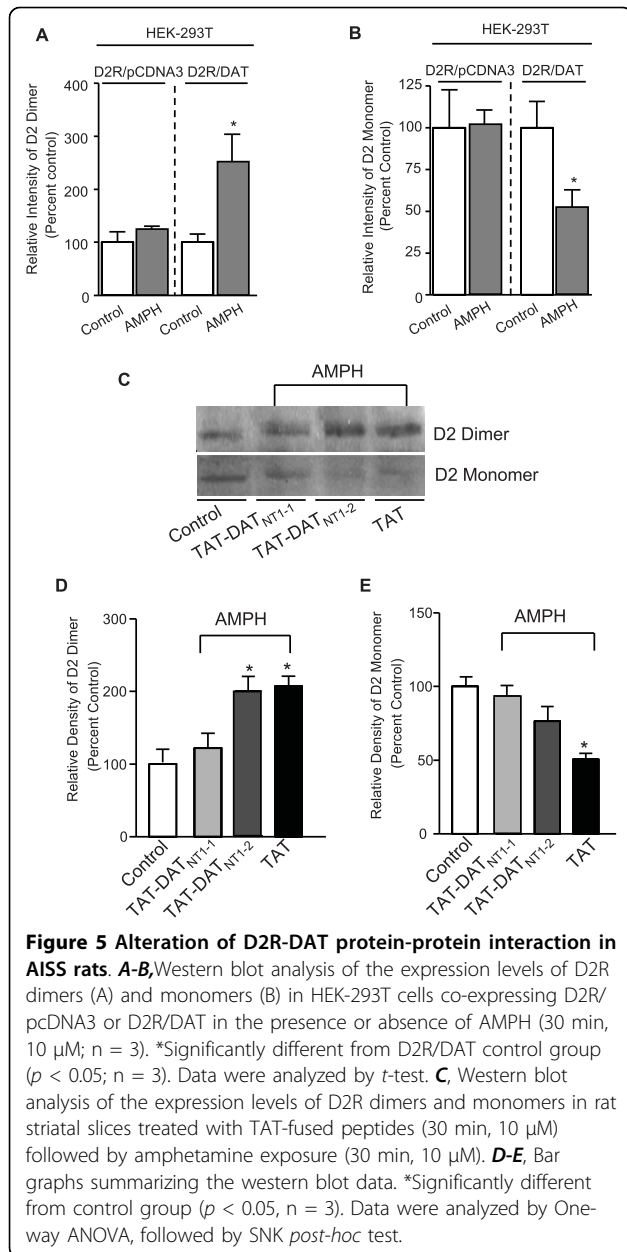 A
HEK-293T
D2R/pCDNA3 D2R/DAT
Relative Intensity of D2 Dimer
(Percent control)
400
300
200
100
0
*
Control
AMPH
Control
AMPH
B
HEK-293T
D2R/pCDNA3 D2R/DAT
Relative Intensity of D2 Monomer
(Percent control)
125
100
75
50
25
0
*
Control
AMPH
Control
AMPH
C
AMPH
D2 Dimer
D2 Monomer
Control
TAT-DATNT1-1
TAT-DATNT1-2
TAT
D
AMPH
Relative Density of D2 Dimer
(Percent Control)
300
200
100
0
* *
Control
TAT-DATNT1-1
TAT-DATNT1-2
TAT
E
AMPH
Relative Density of D2 Monomer
(Percent Control)
150
100
50
0
*
Control
TAT-DATNT1-1
TAT-DATNT1-2
TAT
Figure 5 Alteration of D2R-DAT protein-protein interaction in
AISS rats. A-B,Western blot analysis of the expression levels of D2R
dimers (A) and monomers (B) in HEK-293T cells co-expressing D2R/
pcDNA3 or D2R/DAT in the presence or absence of AMPH (30 min,
10 μM; n = 3). *Significantly different from D2R/DAT control group
(p < 0.05; n = 3). Data were analyzed by t-test. C, Western blot
analysis of the expression levels of D2R dimers and monomers in rat
striatal slices treated with TAT-fused peptides (30 min, 10 μM)
followed by amphetamine exposure (30 min, 10 μM). D-E, Bar
graphs summarizing the western blot data. *Significantly different
from control group (p < 0.05, n = 3). Data were analyzed by One-
way ANOVA, followed by SNK post-hoc test.